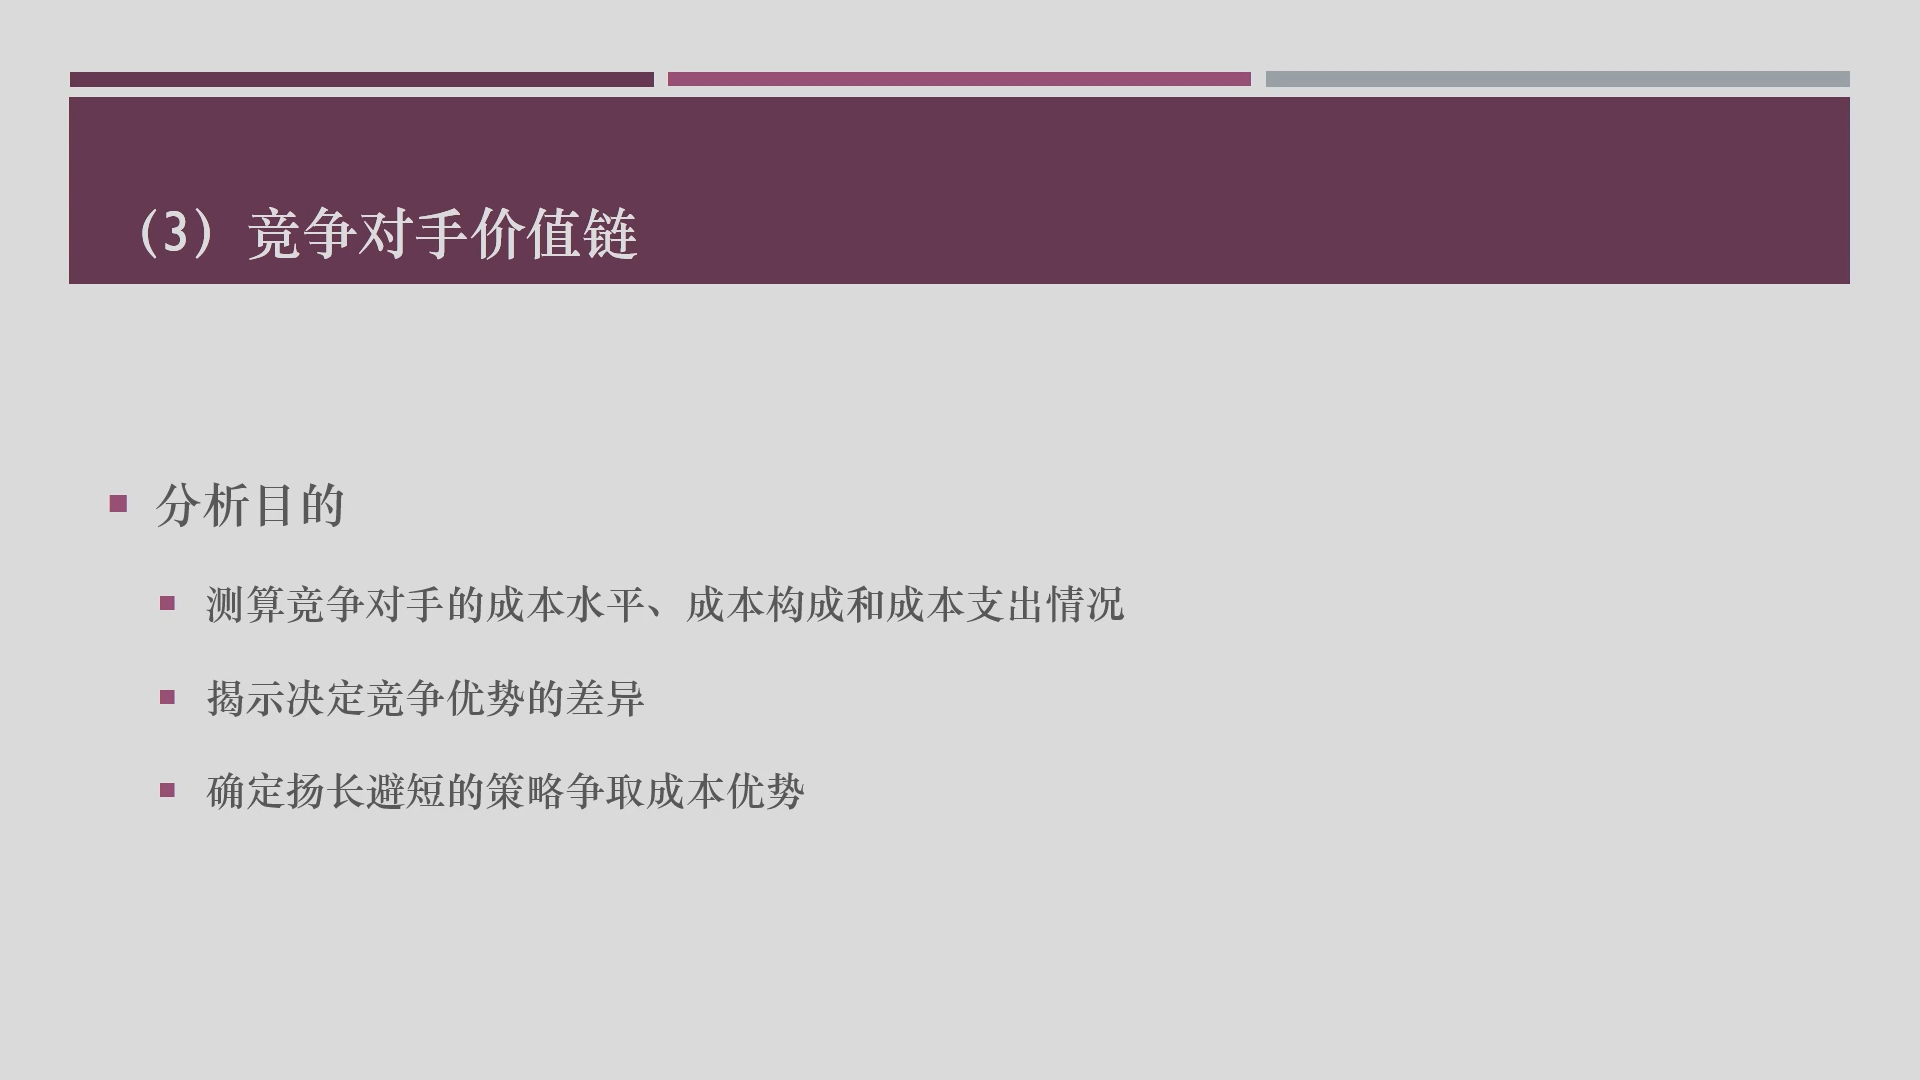 （3）竞争对手价值链
分析目的
测算竞争对手的成本水平、成本构成和成本支出情况
揭示决定竞争优势的差异
确定扬长避短的策略争取成本优势